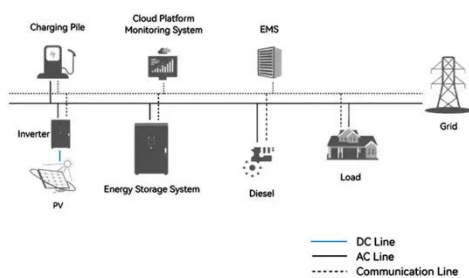 Charging Pile
Cloud Platform
Monitoring System
EMS
Grid
Inverter
PV
Energy Storage System
Diesel
Load
DC Line
AC Line
Communication Line